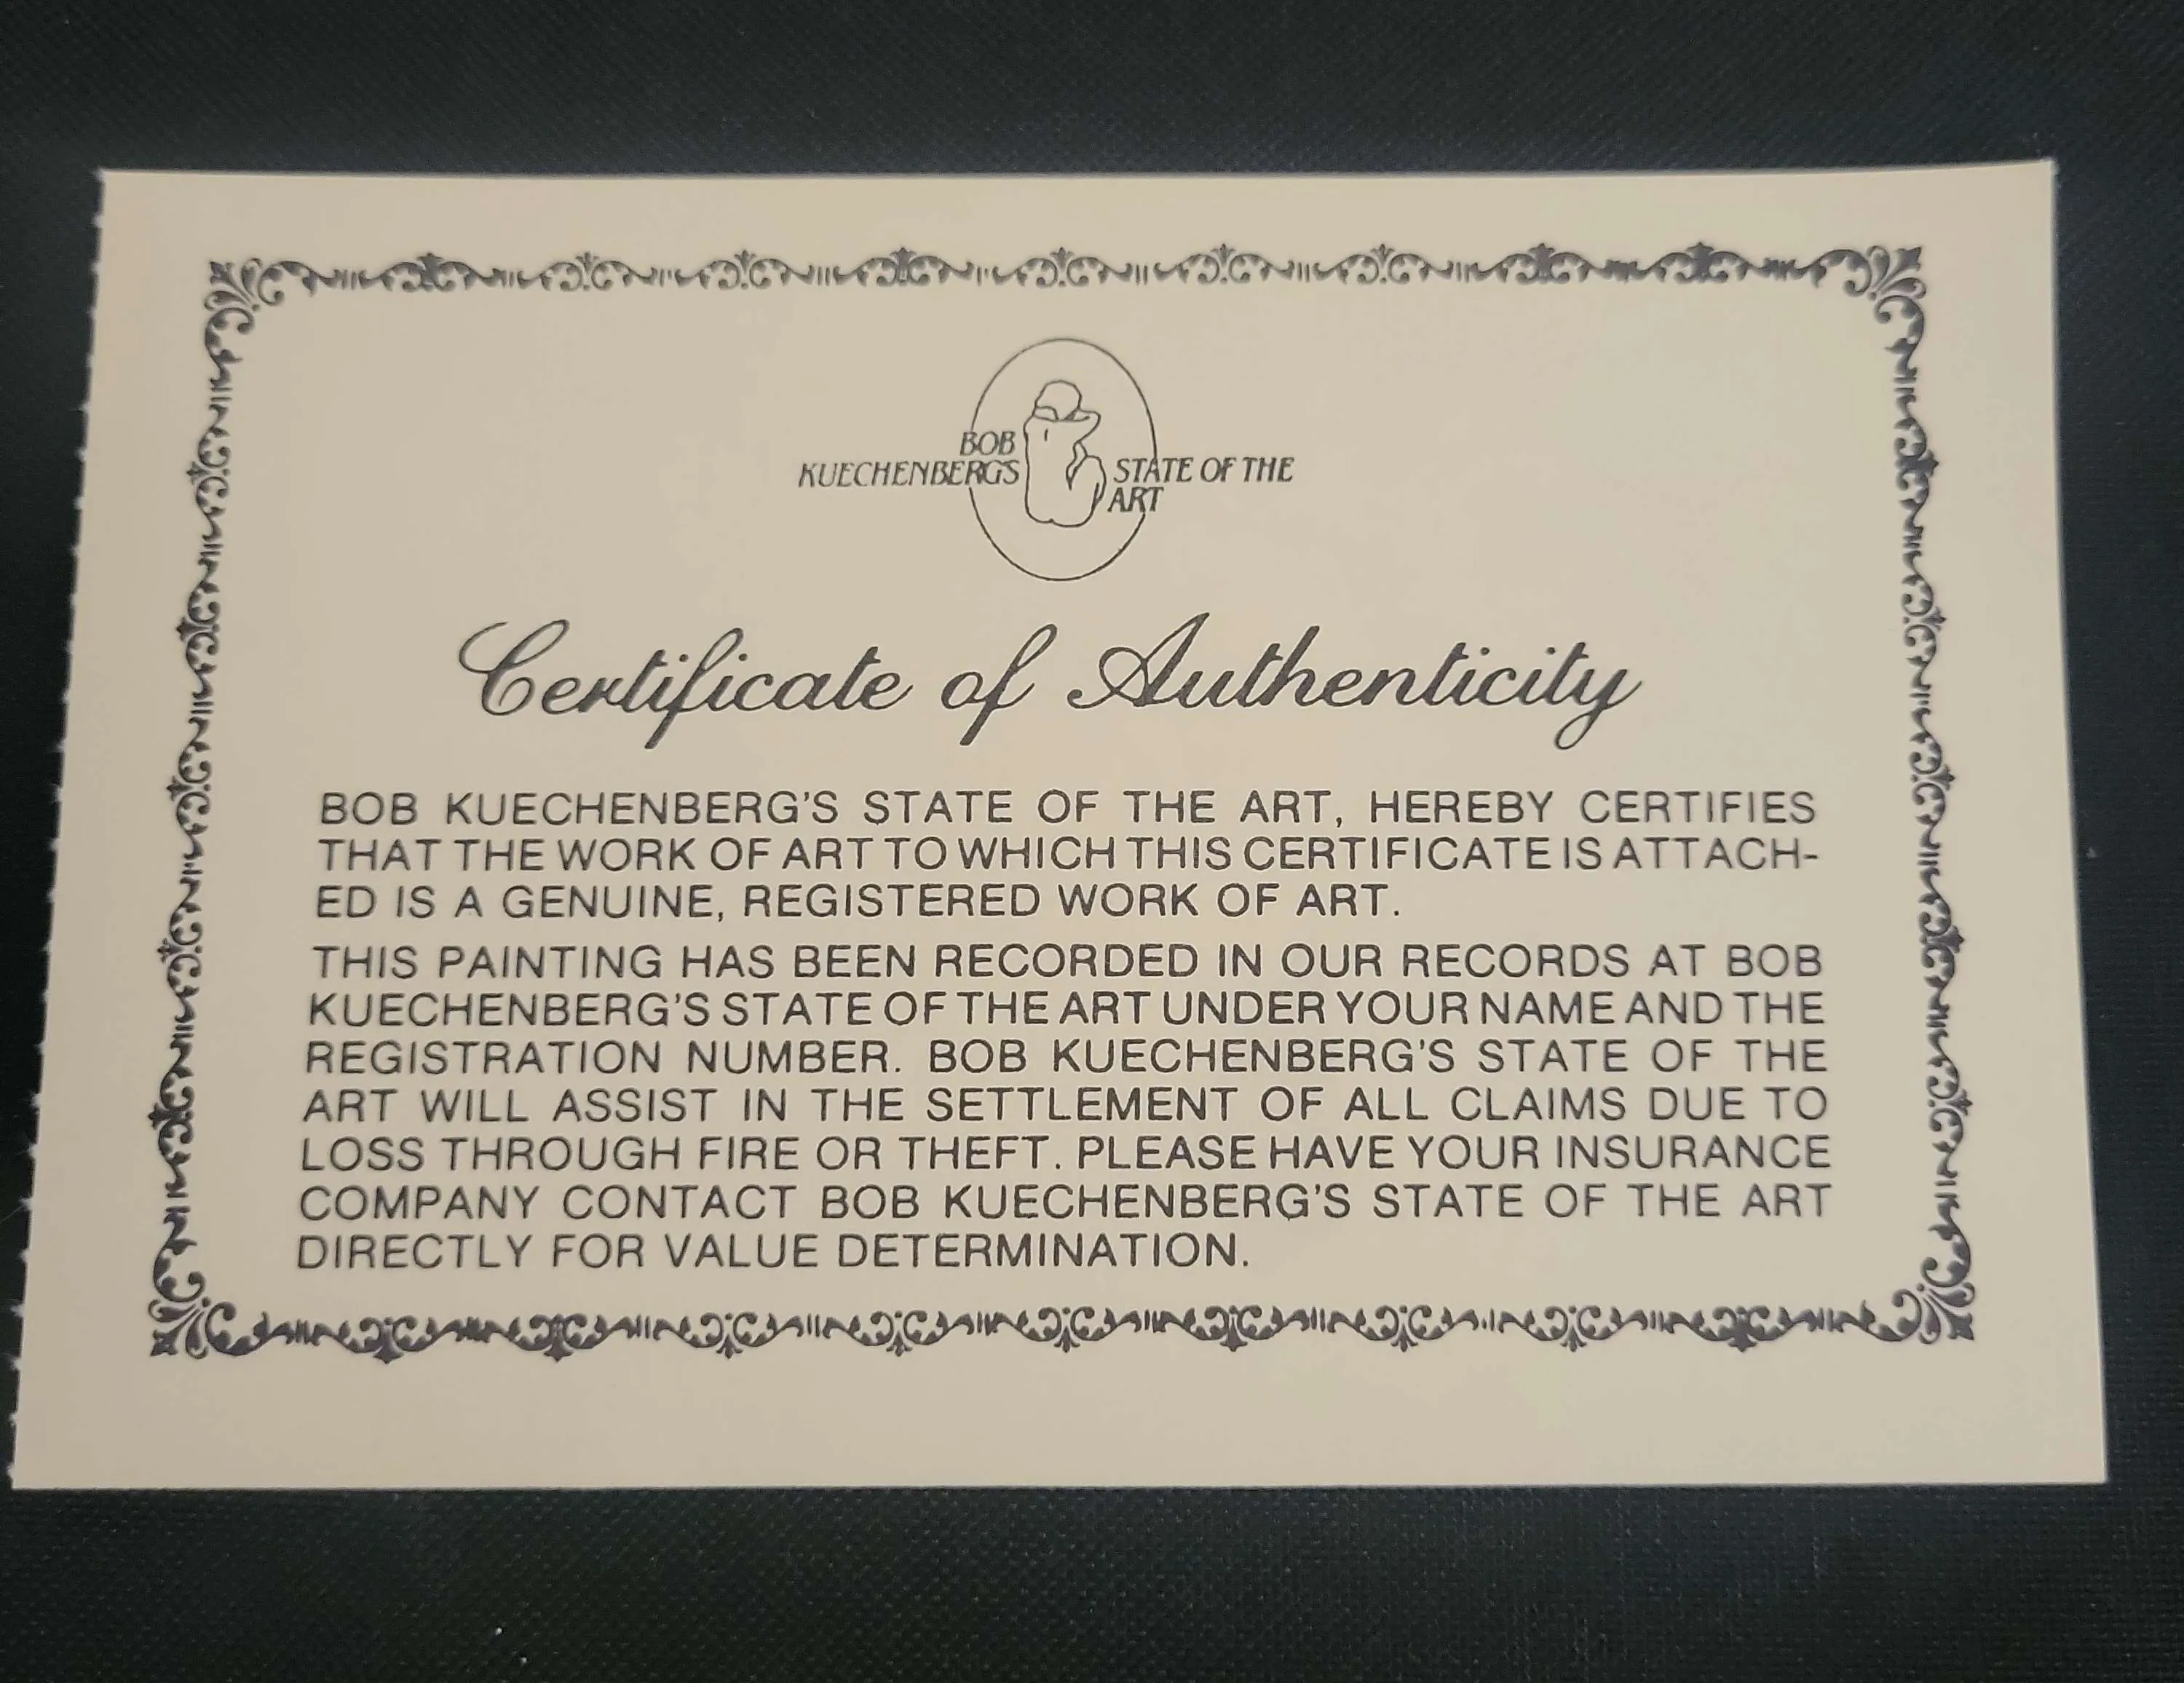 BOB
KUECHENBERG'S
STATE OF THE
ART
Certificate of Authenticity
BOB KUECHENBERG'S STATE OF THE ART, HEREBY CERTIFIES
THAT THE WORK OF ART TO WHICH THIS CERTIFICATE IS ATTACH-
ED IS A GENUINE, REGISTERED WORK OF ART.
THIS PAINTING HAS BEEN RECORDED IN OUR RECORDS AT BOB
KUECHENBERG'S STATE OF THE ART UNDER YOUR NAME AND THE
REGISTRATION NUMBER. BOB KUECHENBERG'S STATE OF THE
ART WILL ASSIST IN THE SETTLEMENT OF ALL CLAIMS DUE TO
LOSS THROUGH FIRE OR THEFT. PLEASE HAVE YOUR INSURANCE
COMPANY CONTACT BOB KUECHENBERG'S STATE OF THE ART
DIRECTLY FOR VALUE DETERMINATION.